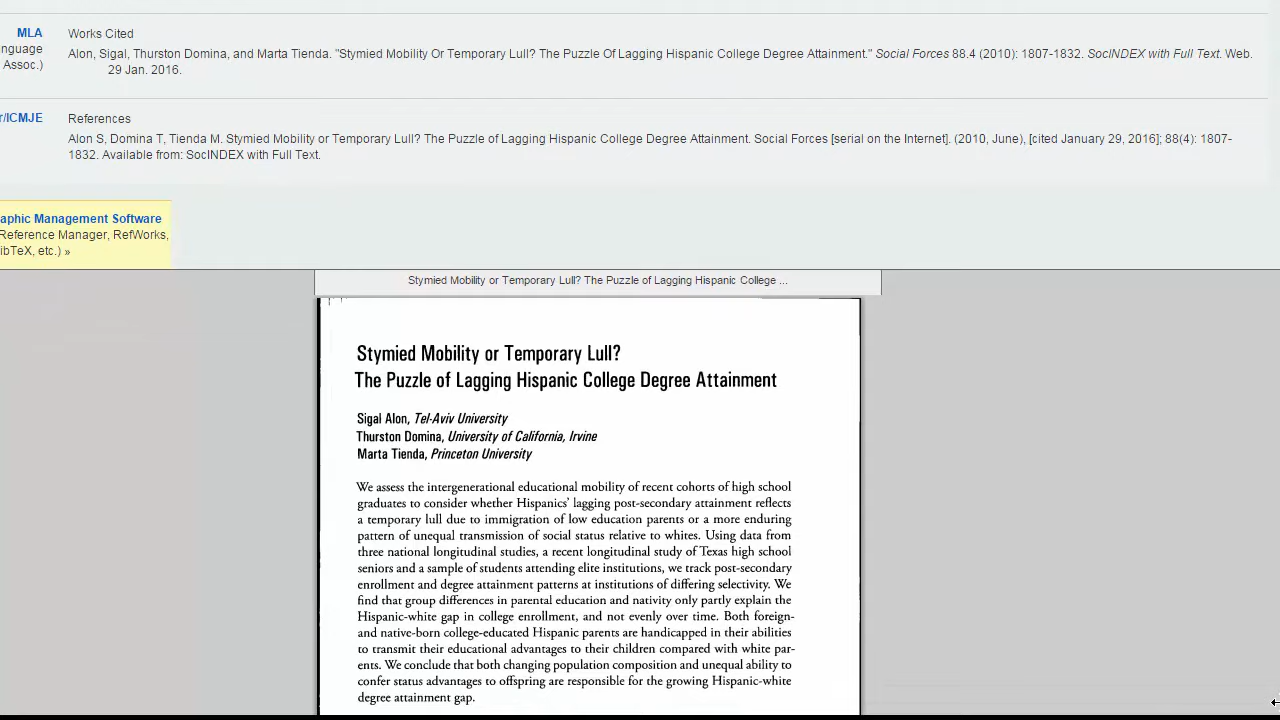 MLA
Works Cited
nguage
Assoc.)
Alon, Sigal, Thurston Domina, and Marta Tienda. "Stymied Mobility Or Temporary Lull? The Puzzle Of Lagging Hispanic College Degree Attainment." Social Forces 88.4 (2010): 1807-1832. SocINDEX with Full Text. Web.
29 Jan. 2016.
r/ICMJE
References
Alon S, Domina T, Tienda M. Stymied Mobility or Temporary Lull? The Puzzle of Lagging Hispanic College Degree Attainment. Social Forces [serial on the Internet]. (2010, June), [cited January 29, 2016]; 88(4): 1807-
1832. Available from: SocINDEX with Full Text.
aphic Management Software
Reference Manager, RefWorks,
ibTeX, etc.) »
Stymied Mobility or Temporary Lull? The Puzzle of Lagging Hispanic College ...
Stymied Mobility or Temporary Lull?
The Puzzle of Lagging Hispanic College Degree Attainment
Sigal Alon, Tel-Aviv University
Thurston Domina, University of California, Irvine
Marta Tienda, Princeton University
We assess the intergenerational educational mobility of recent cohorts of high school
graduates to consider whether Hispanics' lagging post-secondary attainment reflects
a temporary lull due to immigration of low education parents or a more enduring
pattern of unequal transmission of social status relative to whites. Using data from
three national longitudinal studies, a recent longitudinal study of Texas high school
seniors and a sample of students attending elite institutions, we track post-secondary
enrollment and degree attainment patterns at institutions of differing selectivity. We
find that group differences in parental education and nativity only partly explain the
Hispanic-white gap in college enrollment, and not evenly over time. Both foreign-
and native-born college-educated Hispanic parents are handicapped in their abilities
to transmit their educational advantages to their children compared with white par-
ents. We conclude that both changing population composition and unequal ability to
confer status advantages to offspring are responsible for the growing Hispanic-white
degree attainment gap.